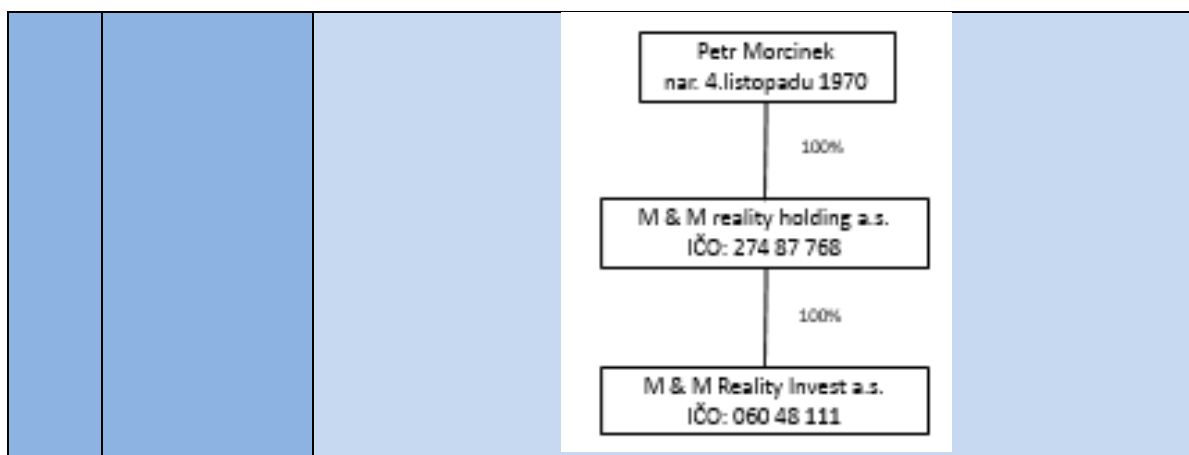 Petr Morcinek
nar. 4.listopadu 1970
100%
M & M reality holding a.s.
IČO: 274 87 768
100%
M & M Reality Invest a.s.
IČO: 060 48 111